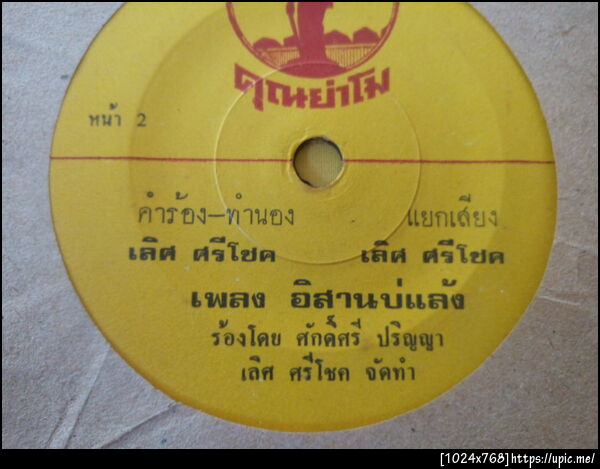 คุณย่าโม
หน้า 2
คำร้อง-ทำนอง แยกเสียง
เลิศ ศรีโชค เลิศ ศรีโชค
เพลง อิสานบ่แล้ง
ร้องโดย ศักดิ์ศรี ปริญญา
เลิศ ศรีโชค จัดทำ
[1024x768]https://upic.me/